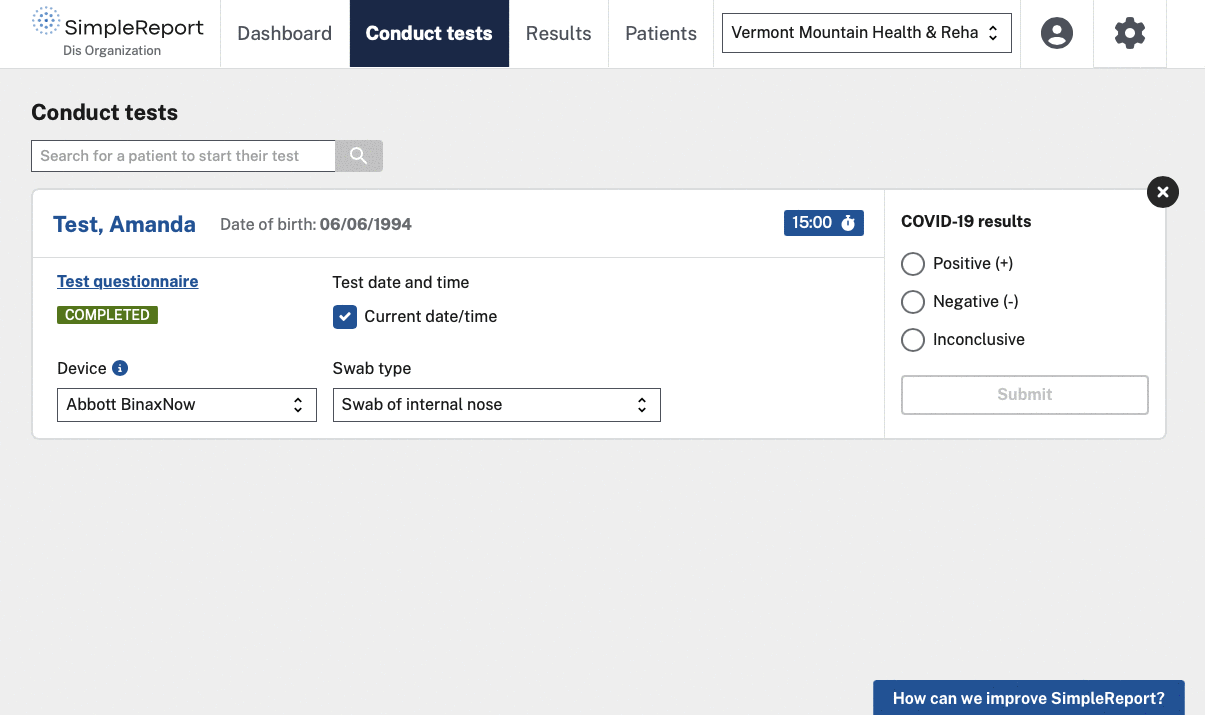 SimpleReport
Dis Organization
Dashboard
Conduct tests
Results
Patients
Vermont Mountain Health & Reha
Conduct tests
Search for a patient to start their test
Test, Amanda
Date of birth: 06/06/1994
15:00
Test questionnaire
COMPLETED
Test date and time
Current date/time
Device
Abbott BinaxNow
Swab type
Swab of internal nose
COVID-19 results
Positive (+)
Negative (-)
Inconclusive
Submit
How can we improve SimpleReport?